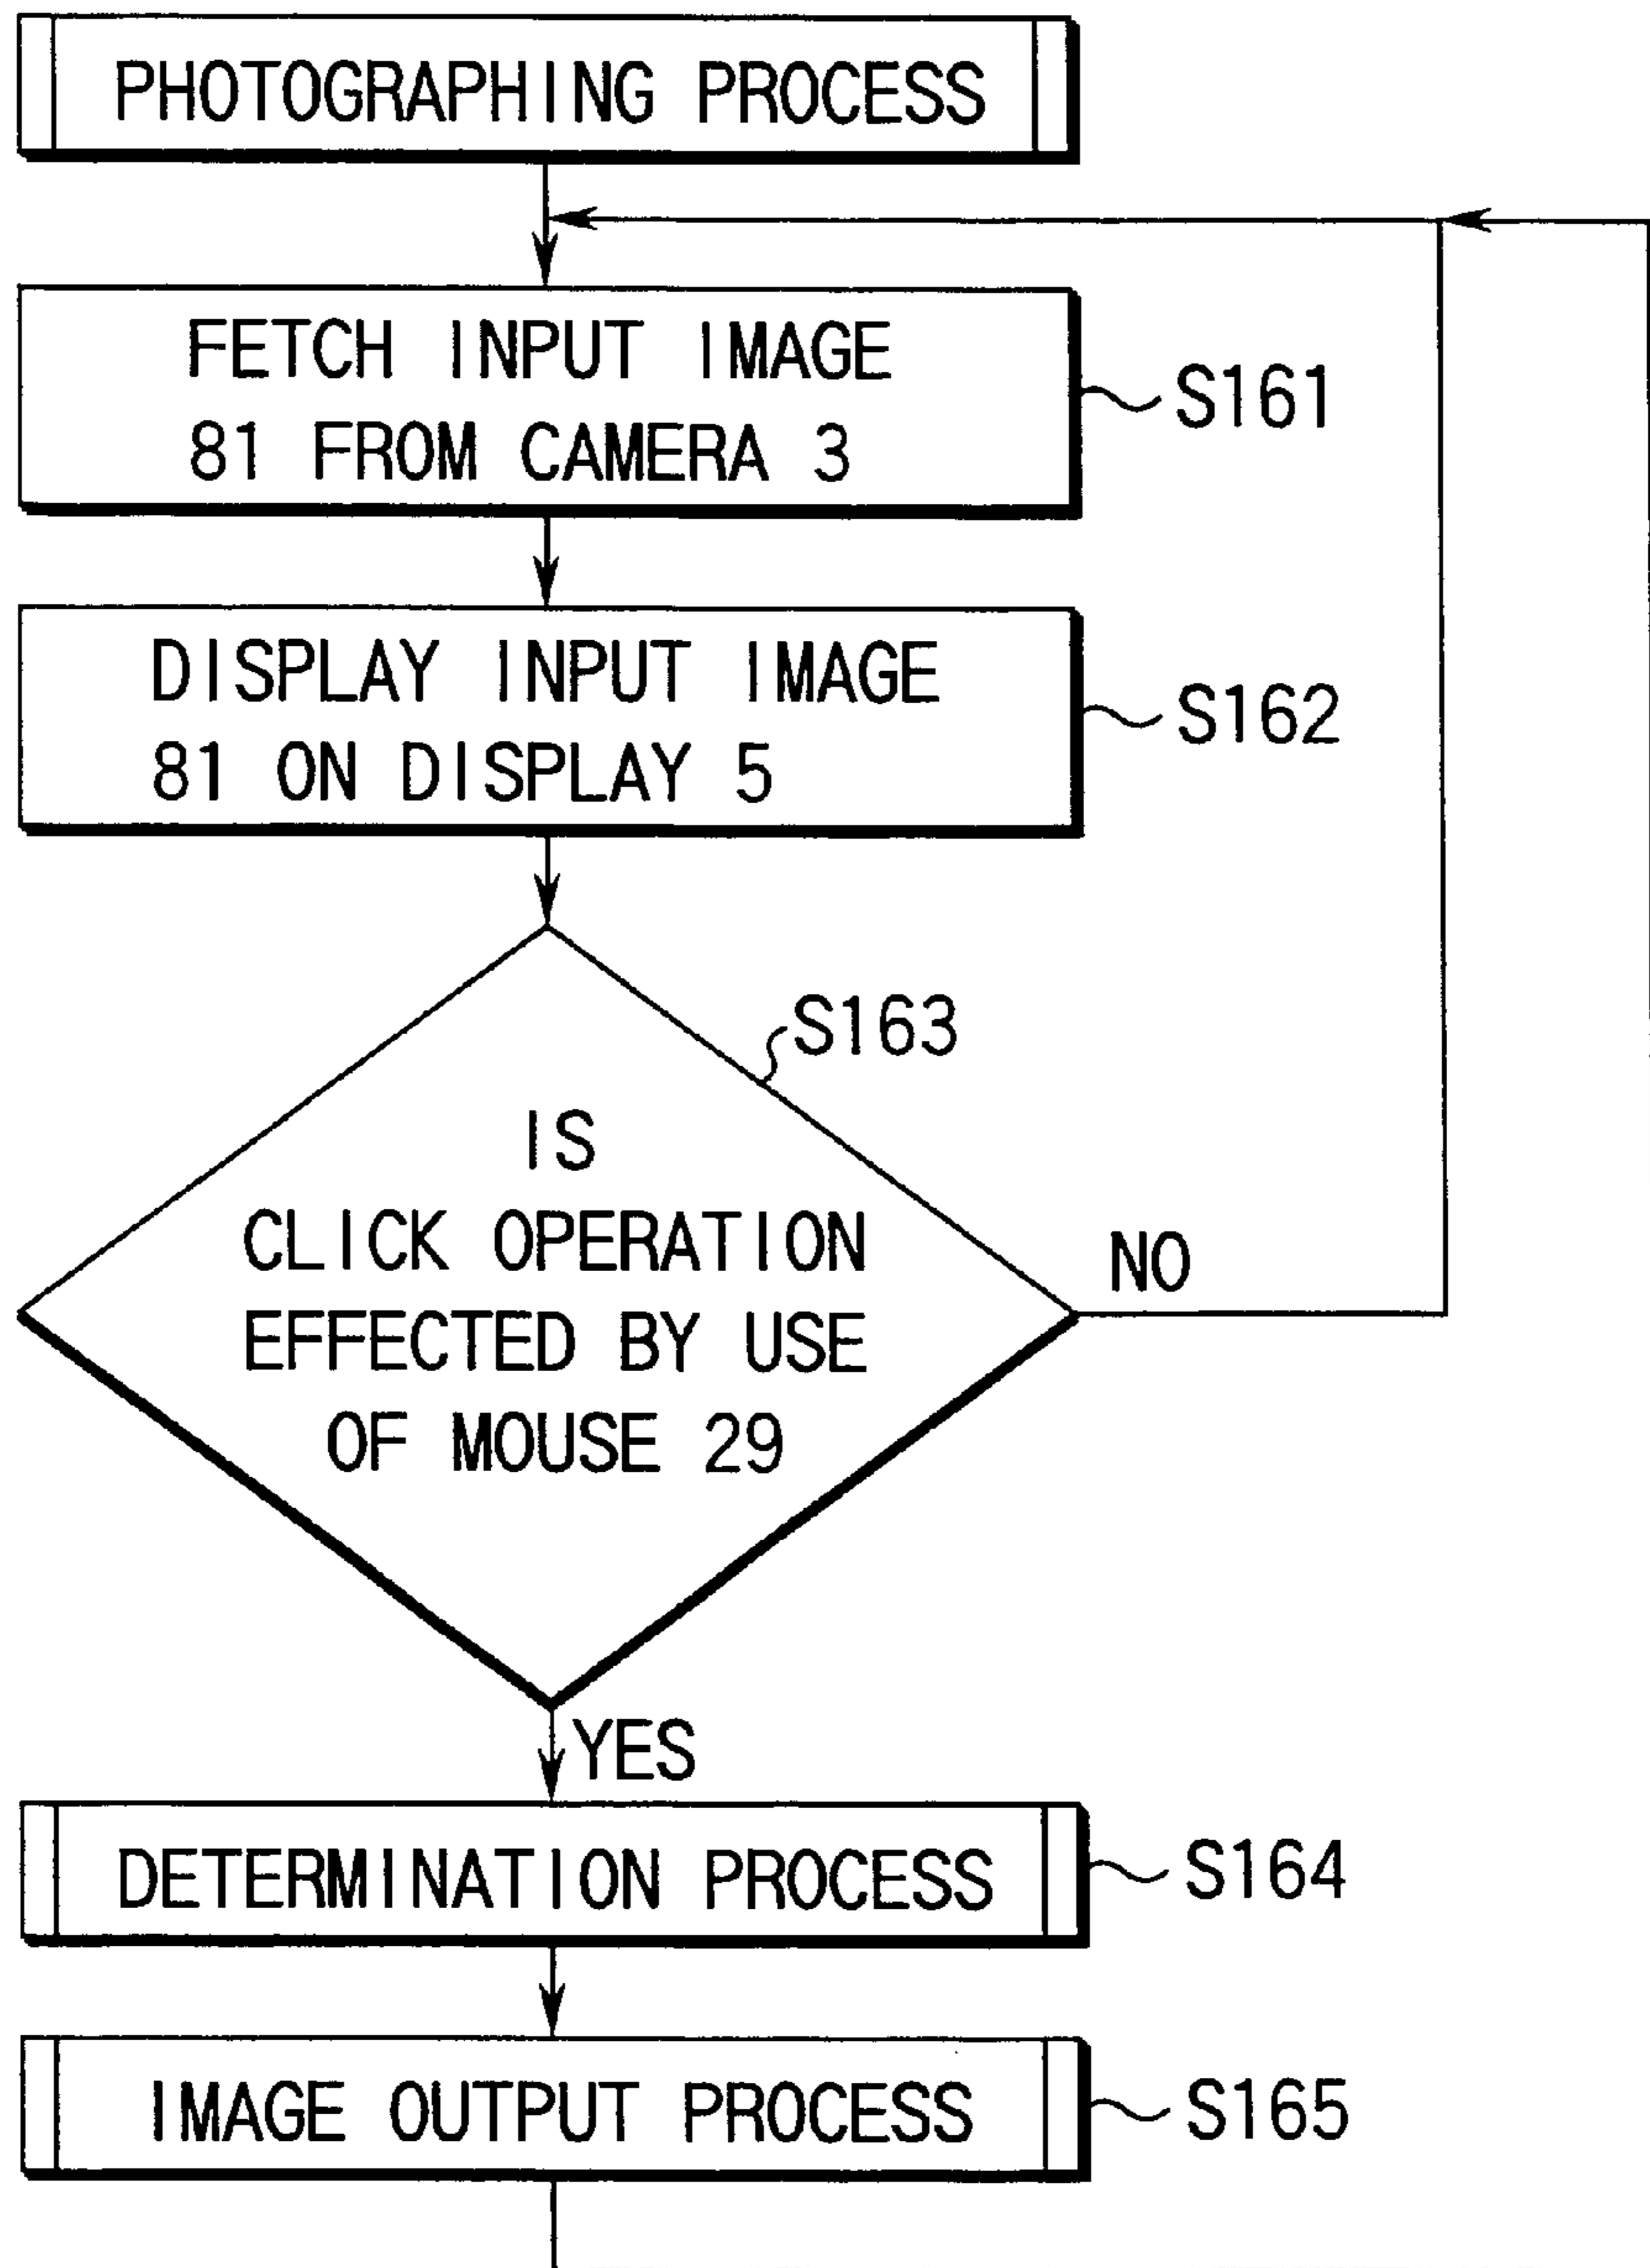 PHOTOGRAPHING PROCESS
FETCH INPUT IMAGE
81 FROM CAMERA 3
S161
DISPLAY INPUT IMAGE
81 ON DISPLAY 5
S162
S163
IS
CLICK OPERATION
EFFECTED BY USE
OF MOUSE 29
NO
YES
DETERMINATION PROCESS
S164
IMAGE OUTPUT PROCESS
S165